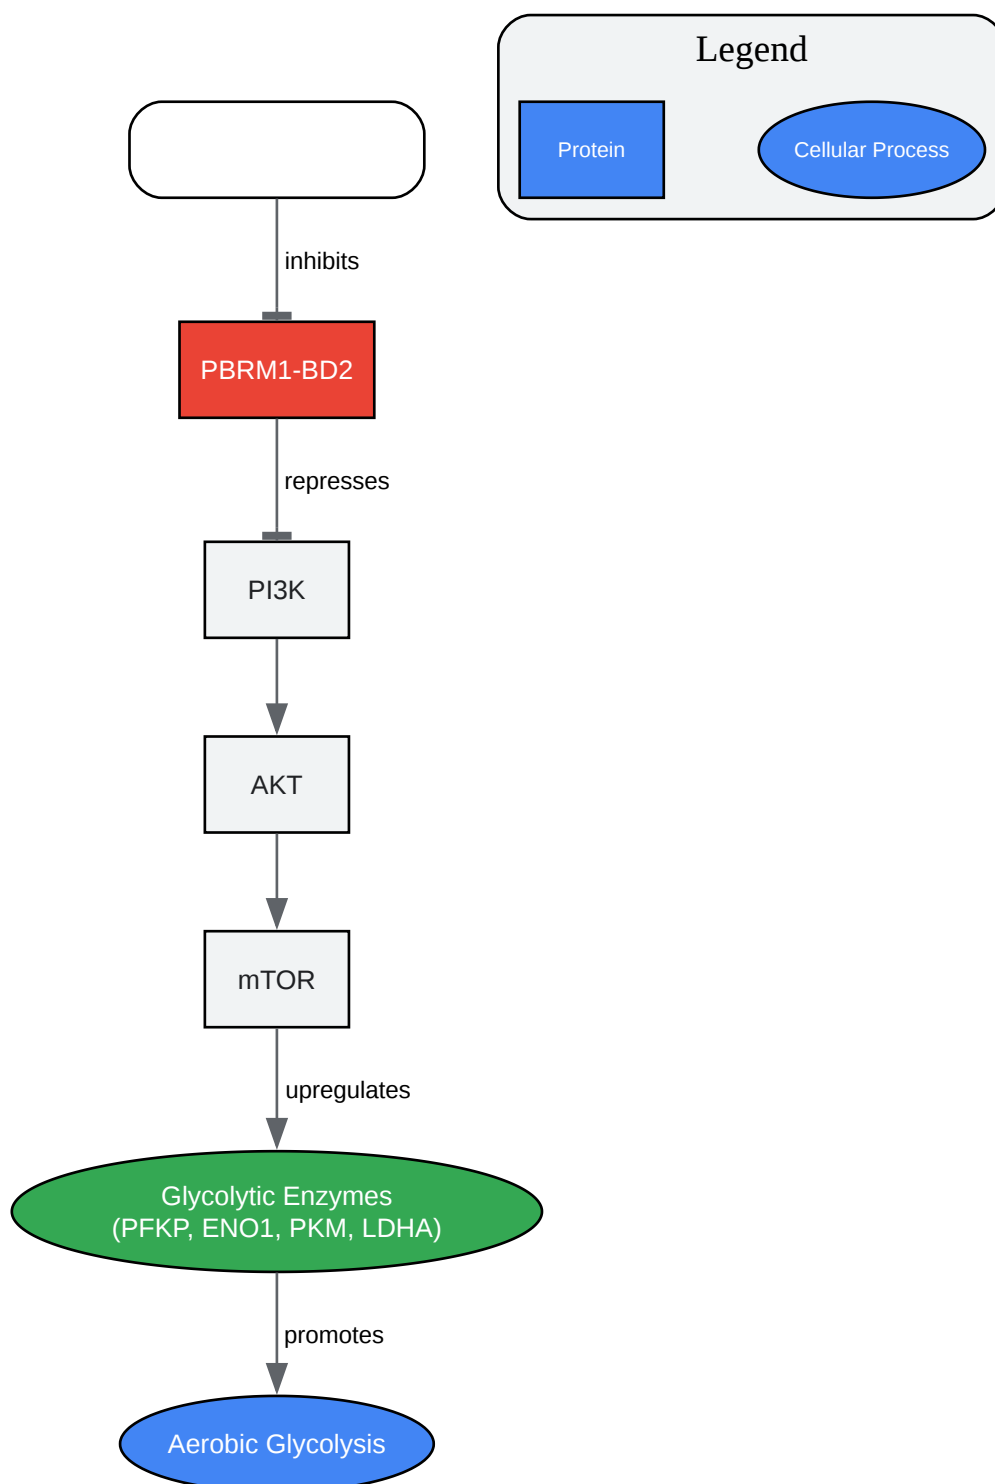 Legend
Protein
Cellular Process
inhibits
PBRM1-BD2
represses
PI3K
AKT
mTOR
upregulates
Glycolytic Enzymes
(PFKP, ENO1, PKM, LDHA)
promotes
Aerobic Glycolysis